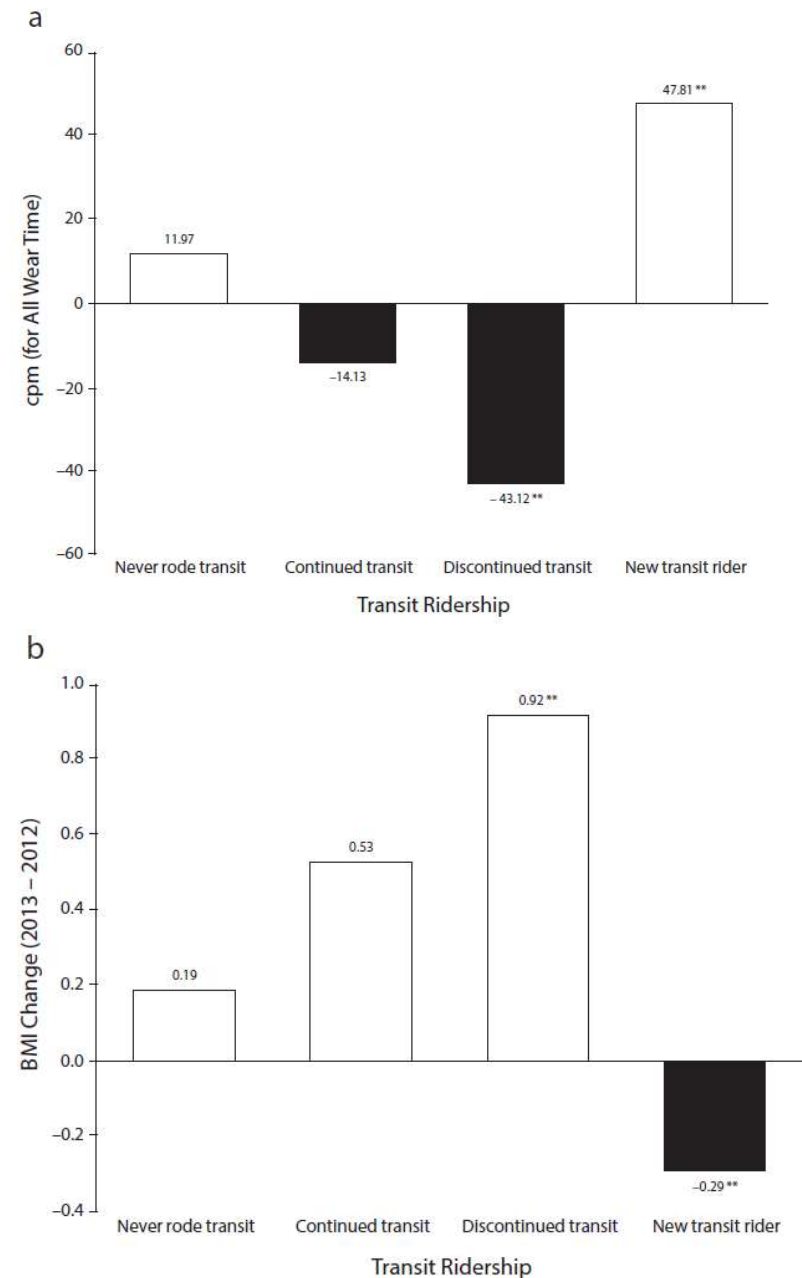 a
cpm (for All Wear Time)
60
40
20
0
–20
–40
–60
11.97
–14.13
– 43.12 **
47.81 **
Never rode transit Continued transit Discontinued transit New transit rider
Transit Ridership
b
BMI Change (2013 – 2012)
1.0
0.8
0.6
0.4
0.2
0.0
–0.2
–0.4
0.19
0.53
0.92 **
–0.29 **
Never rode transit Continued transit Discontinued transit New transit rider
Transit Ridership